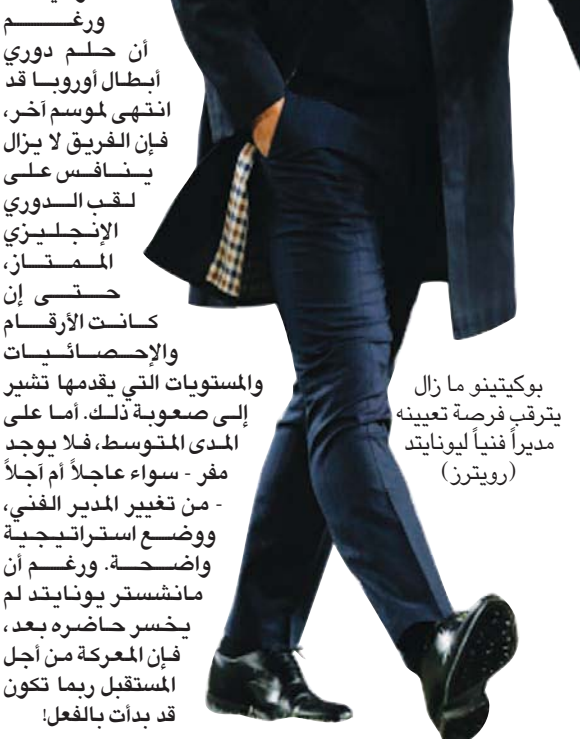 ورغم
أن حلم دوري
أبطال أوروبا قد
انتهى لموسم آخر،
فإن الفريق لا يزال
ينافس على
لقب الدوري
الإنجليزي
الممتاز،
حتى إن
كانت الأرقام
والإحصائيات
والمستويات التي يقدمها تشير
إلى صعوبة ذلك. أما على
المدى المتوسط، فلا يوجد
مفر - سواء عاجلاً أم آجلاً
- من تغيير المدير الفني،
ووضع استراتيجية
واضحة. ورغم أن
مانشستر يونايتد لم
يخسر حاضره بعد،
فإن المعركة من أجل
المستقبل ربما تكون
قد بدأت بالفعل!
بوكيتينو ما زال
يترقب فرصة تعيينه
مديراً فنياً ليونايتد
(رويترز)